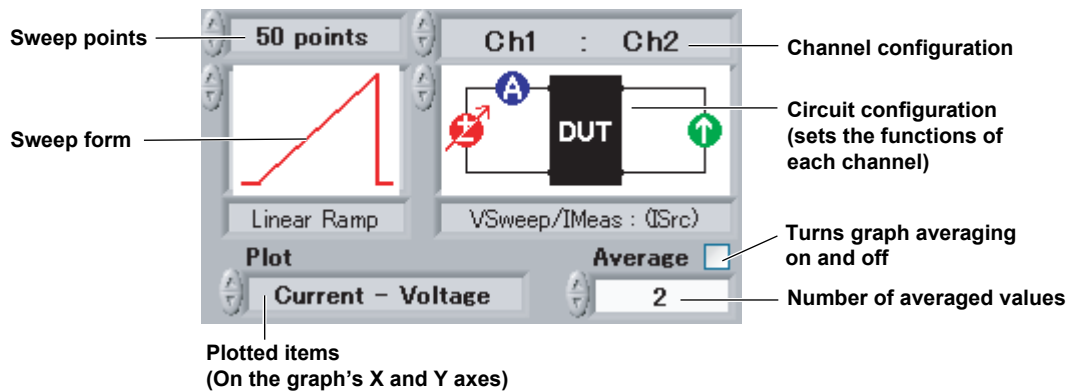 Sweep points
50 points
Ch1 : Ch2
Channel configuration
Sweep form
A
DUT
Circuit configuration
(sets the functions of
each channel)
Linear Ramp
VSweep/IMeas : (ISrc)
Turns graph averaging
on and off
Plot
Average
Current - Voltage
2
Number of averaged values
Plotted items
(On the graph's X and Y axes)